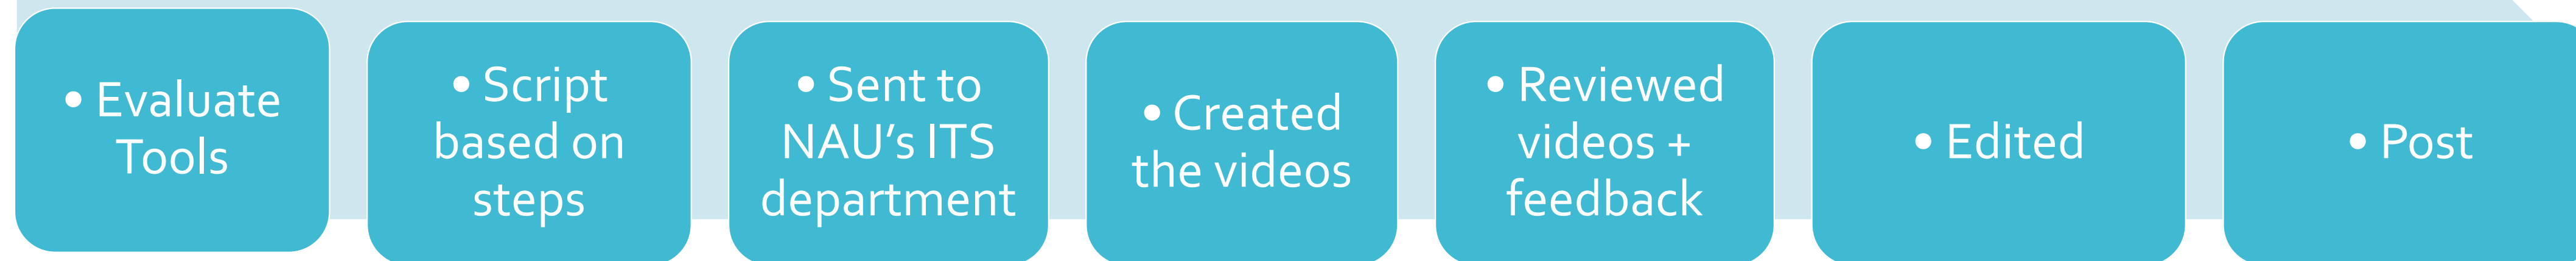 • Evaluate
Tools
• Script
based on
steps
• Sent to
NAU’s ITS
department
• Created
the videos
• Reviewed
videos +
feedback
• Edited
• Post